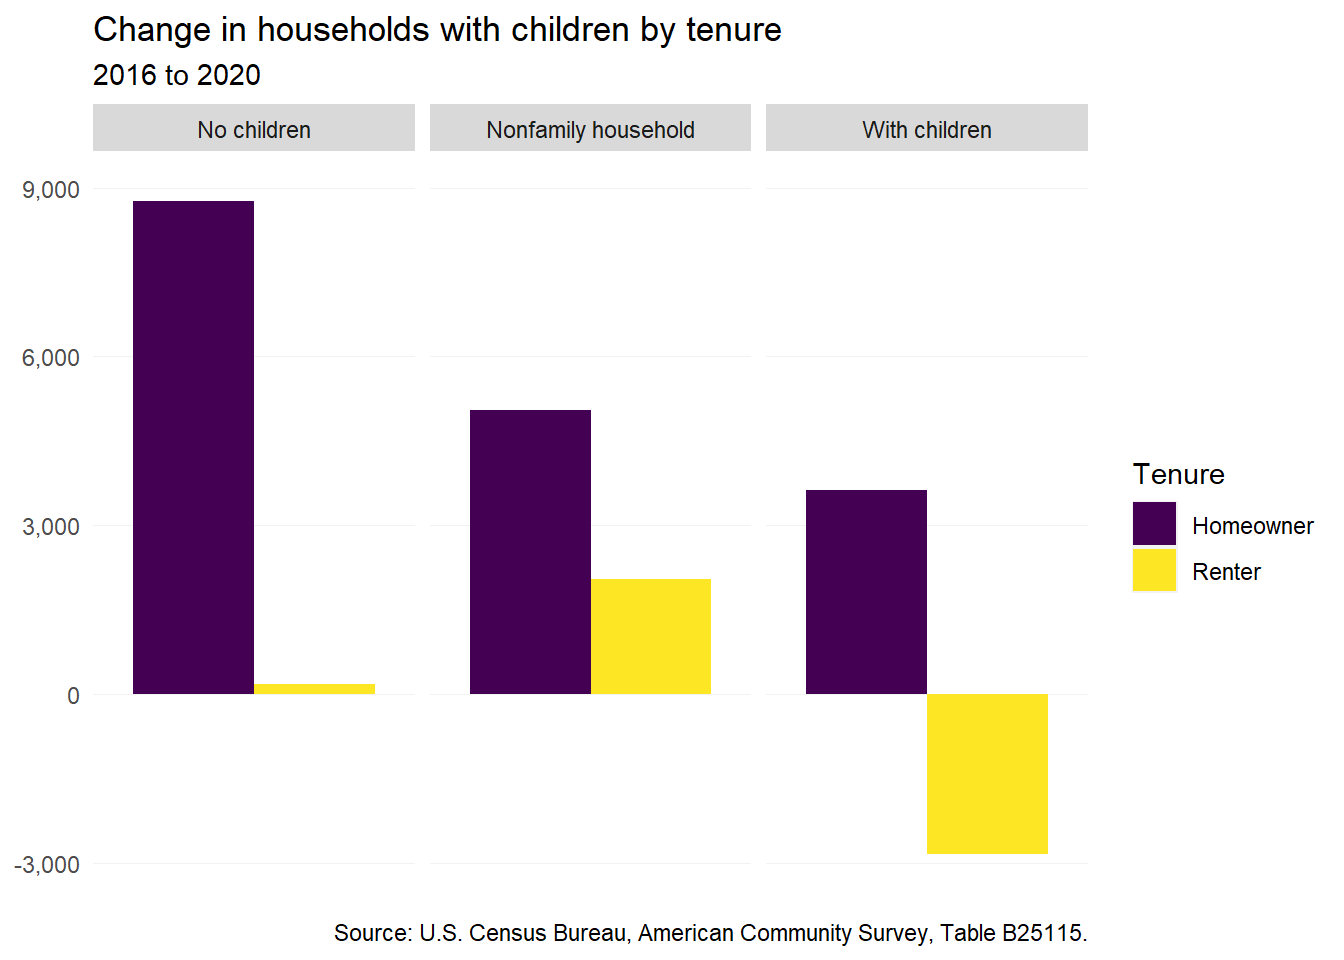 Change in households with children by tenure
2016 to 2020
No children
Nonfamily household
With children
9,000
6,000
3,000
0
-3,000
Tenure
Homeowner
Renter
Source: U.S. Census Bureau, American Community Survey, Table B25115.